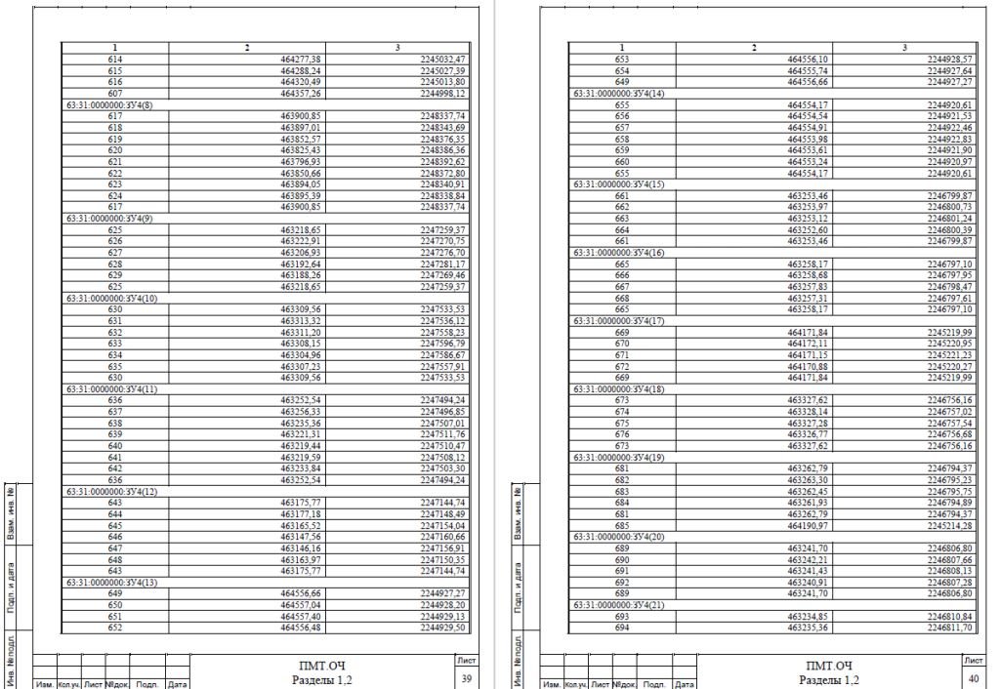 1 2 3
614 464277,38 2245032,47
615 464288,24 2245027,39
616 464320,49 2245013,80
607 464357,26 2244998,12
63:31:0000000:ЗУ4(8)
617 463900,85 2248337,74
618 463897,01 2248343,69
619 463852,57 2248376,35
620 463825,43 2248386,36
621 463796,93 2248392,62
622 463850,66 2248372,80
623 463894,05 2248340,91
624 463895,39 2248338,84
617 463900,85 2248337,74
63:31:0000000:ЗУ4(9)
625 463218,65 2247259,37
626 463222,91 2247270,75
627 463206,93 2247276,70
628 463192,64 2247281,17
629 463188,26 2247269,46
625 463218,65 2247259,37
63:31:0000000:ЗУ4(10)
630 463309,56 2247533,53
631 463313,32 2247536,12
632 463311,20 2247558,23
633 463308,15 2247596,79
634 463304,96 2247586,67
635 463307,23 2247557,91
630 463309,56 2247533,53
63:31:0000000:ЗУ4(11)
636 463252,54 2247494,24
637 463256,33 2247496,85
638 463235,36 2247507,01
639 463221,31 2247511,76
640 463219,44 2247510,47
641 463219,59 2247508,12
642 463233,84 2247503,30
636 463252,54 2247494,24
63:31:0000000:ЗУ4(12)
643 463175,77 2247144,74
644 463177,18 2247148,49
645 463165,52 2247154,04
646 463147,56 2247160,66
647 463146,16 2247156,91
648 463163,97 2247150,35
643 463175,77 2247144,74
63:31:0000000:ЗУ4(13)
649 464556,66 2244927,27
650 464557,04 2244928,20
651 464557,40 2244929,13
652 464556,48 2244929,50
Взам. инв. №
Подп. и дата
Инв. №подл.
Изм. Кол.уч. Лист №док. Подп. Дата
ПМТ.ОЧ
Разделы 1,2
Лист
39
1 2 3
653 464556,10 2244928,57
654 464555,74 2244927,64
649 464556,66 2244927,27
63:31:0000000:ЗУ4(14)
655 464554,17 2244920,61
656 464554,54 2244921,53
657 464554,91 2244922,46
658 464553,98 2244922,83
659 464553,61 2244921,90
660 464553,24 2244920,97
655 464554,17 2244920,61
63:31:0000000:ЗУ4(15)
661 463253,46 2246799,87
662 463253,97 2246800,73
663 463253,12 2246801,24
664 463252,60 2246800,39
661 463253,46 2246799,87
63:31:0000000:ЗУ4(16)
665 463258,17 2246797,10
666 463258,68 2246797,95
667 463257,83 2246798,47
668 463257,31 2246797,61
665 463258,17 2246797,10
63:31:0000000:ЗУ4(17)
669 464171,84 2245219,99
670 464172,11 2245220,95
671 464171,15 2245221,23
672 464170,88 2245220,27
669 464171,84 2245219,99
63:31:0000000:ЗУ4(18)
673 463327,62 2246756,16
674 463328,14 2246757,02
675 463327,28 2246757,54
676 463326,77 2246756,68
673 463327,62 2246756,16
63:31:0000000:ЗУ4(19)
681 463262,79 2246794,37
682 463263,30 2246795,23
683 463262,45 2246795,75
684 463261,93 2246794,89
681 463262,79 2246794,37
685 464190,97 2245214,28
63:31:0000000:ЗУ4(20)
689 463241,70 2246806,80
690 463242,21 2246807,66
691 463241,43 2246808,13
692 463240,91 2246807,28
689 463241,70 2246806,80
63:31:0000000:ЗУ4(21)
693 463234,85 2246810,84
694 463235,36 2246811,70
Взам. инв. №
Подп. и дата
Инв. №подл.
Изм. Кол.уч. Лист №док. Подп. Дата
ПМТ.ОЧ
Разделы 1,2
Лист
40